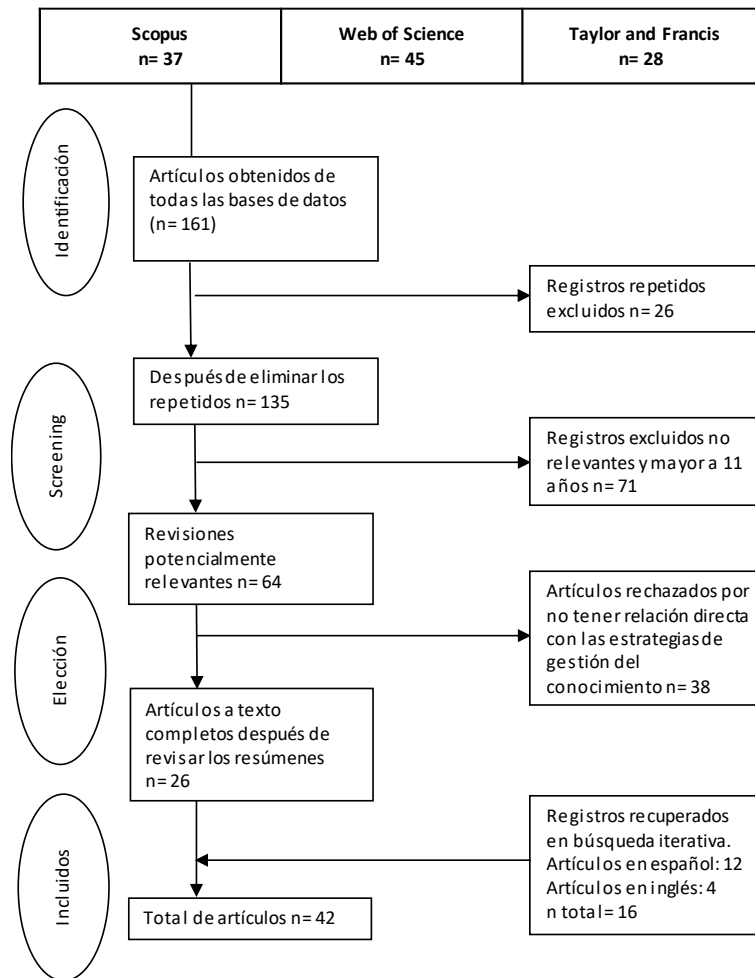 Scopus
n= 37
Web of Science
n= 45
Taylor and Francis
n= 28
Identificación
Artículos obtenidos de
todas las bases de datos
(n= 161)
Registros repetidos
excluidos n= 26
Screening
Después de eliminar los
repetidos n= 135
Registros excluidos no
relevantes y mayor a 11
años n= 71
Revisiones
potencialmente
relevantes n= 64
Elección
Artículos rechazados por
no tener relación directa
con las estrategias de
gestión del
conocimiento n= 38
Artículos a texto
completos después de
revisar los resúmenes
n= 26
Incluidos
Registros recuperados
en búsqueda iterativa.
Artículos en español: 12
Artículos en inglés: 4
n total= 16
Total de artículos n= 42